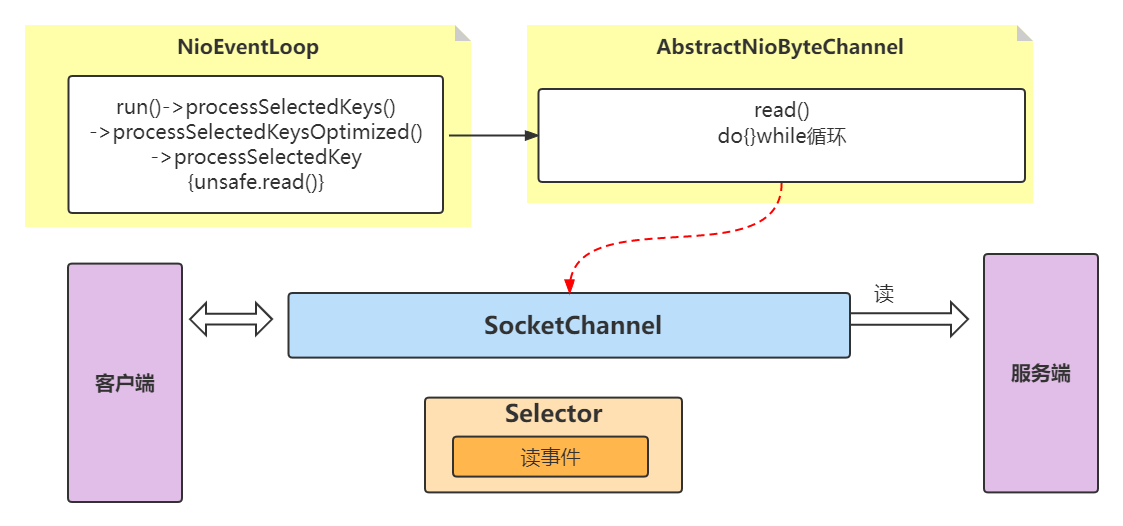 NioEventLoop
run()->processSelectedKeys()
->processSelectedKeysOptimized()
->processSelectedKey
{unsafe.read()}
AbstractNioByteChannel
read()
do{}while循环
客户端
SocketChannel
读
服务端
Selector
读事件